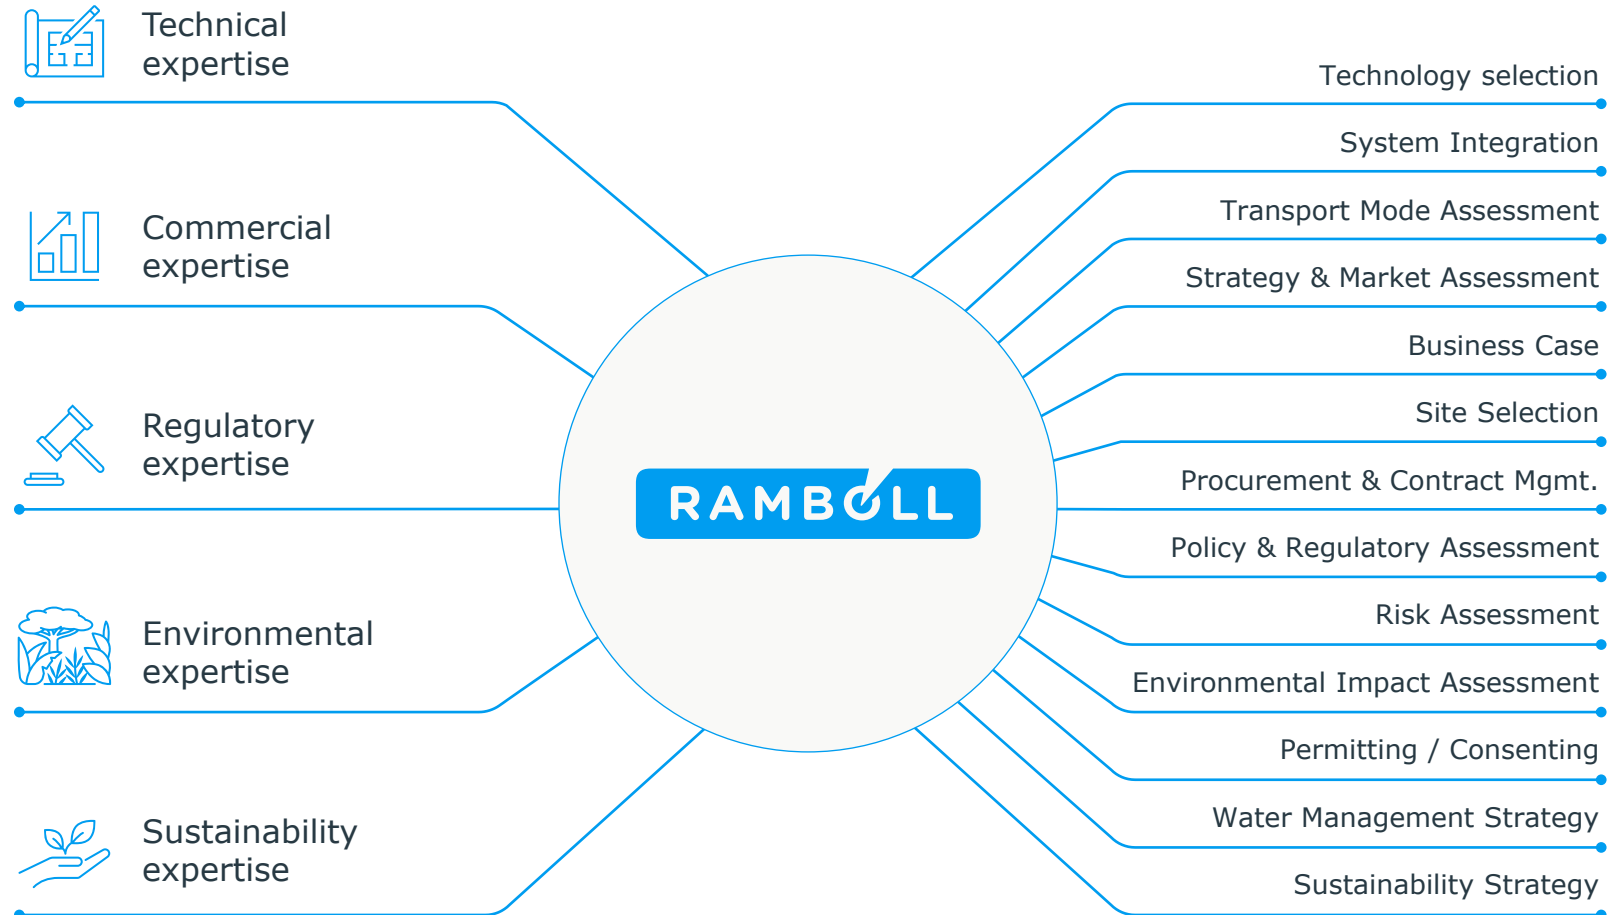 Technical
expertise
Commercial
expertise
Regulatory
expertise
Environmental
expertise
Sustainability
expertise
RAMBOLL
Technology selection
System Integration
Transport Mode Assessment
Strategy & Market Assessment
Business Case
Site Selection
Procurement & Contract Mgmt.
Policy & Regulatory Assessment
Risk Assessment
Environmental Impact Assessment
Permitting / Consenting
Water Management Strategy
Sustainability Strategy